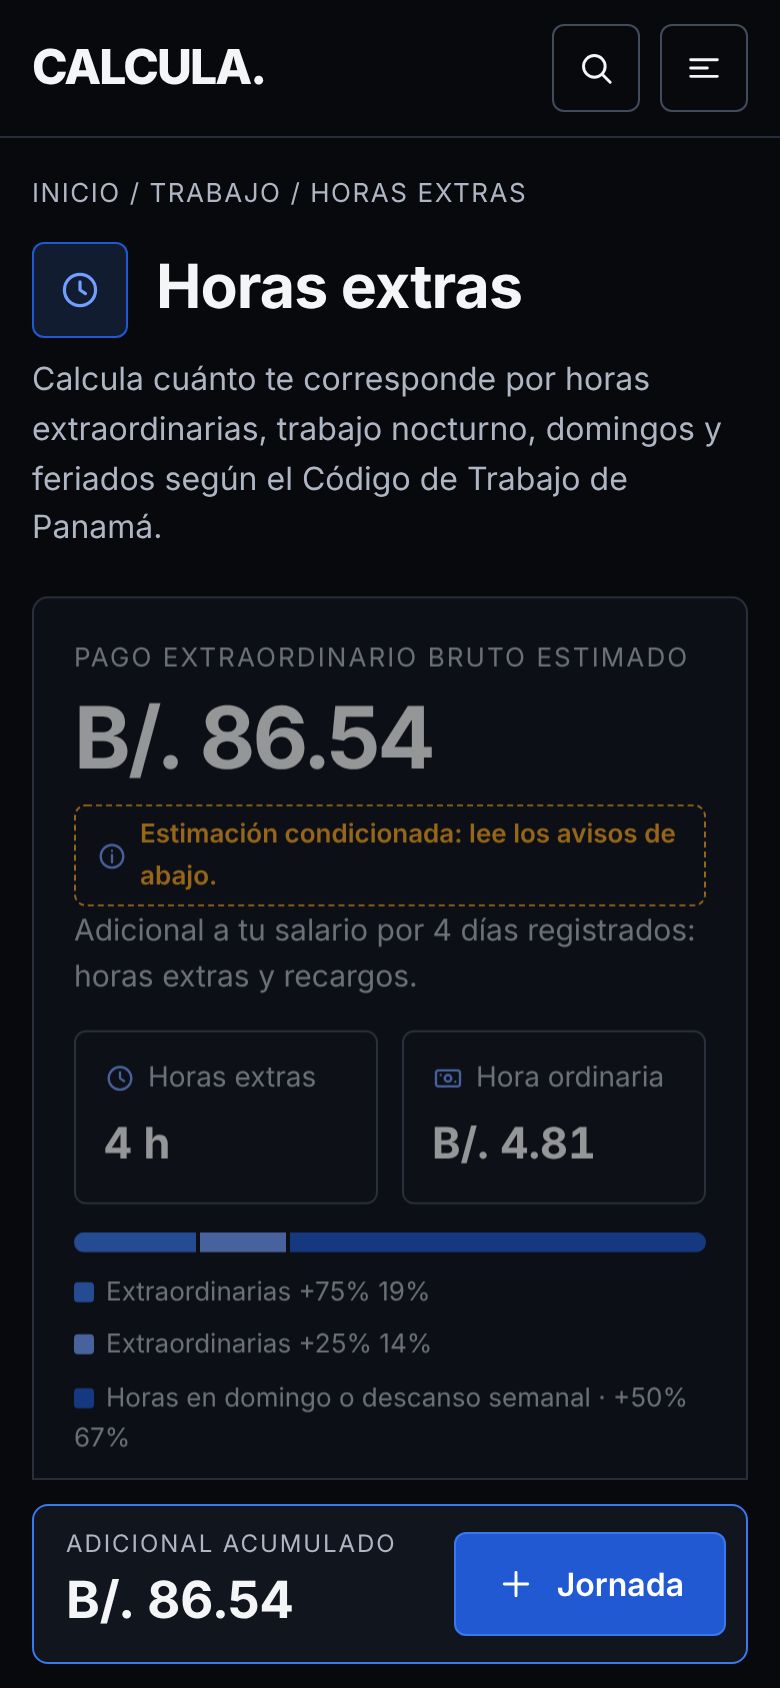 CALCULA.
INICIO / TRABAJO / HORAS EXTRAS
Horas extras
Calcula cuánto te corresponde por horas
extraordinarias, trabajo nocturno, domingos y
feriados según el Código de Trabajo de
Panamá.
PAGO EXTRAORDINARIO BRUTO ESTIMADO
B/. 86.54
Estimación condicionada: lee los avisos de
abajo.
Adicional a tu salario por 4 días registrados:
horas extras y recargos.
Horas extras
4 h
Hora ordinaria
B/. 4.81
Extraordinarias +75% 19%
Extraordinarias +25% 14%
Horas en domingo o descanso semanal · +50%
67%
ADICIONAL ACUMULADO
B/. 86.54
Jornada